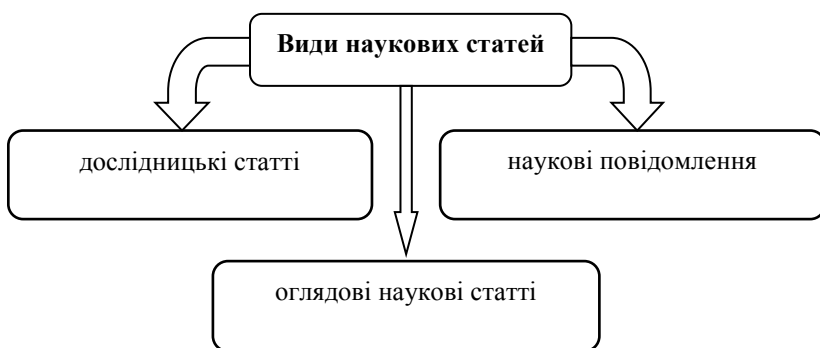 Види наукових статей
дослідницькі статті
наукові повідомлення
оглядові наукові статті